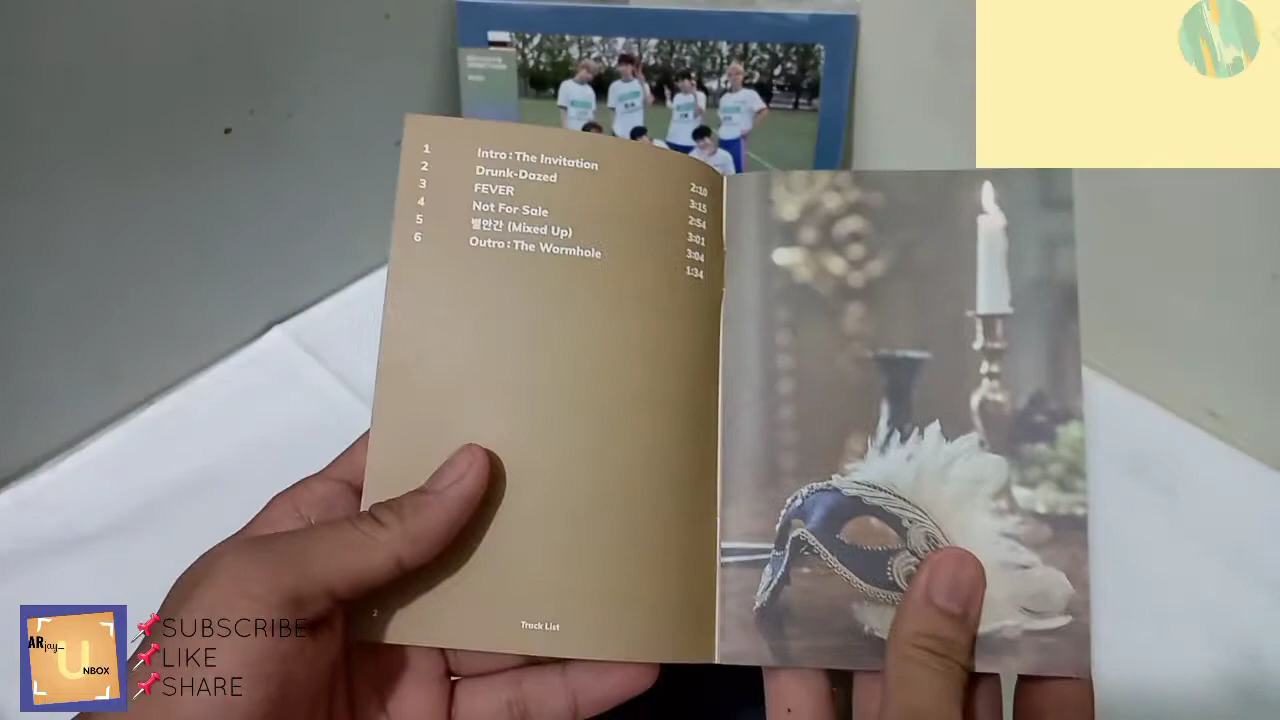 1 Intro : The Invitation 2:10
2 Drunk-Dazed 3:15
3 FEVER 2:54
4 Not For Sale 3:01
5 별안간 (Mixed Up) 3:04
6 Outro : The Wormhole 1:34
2 Track List
ARjay_
UNBOX
SUBSCRIBE
LIKE
SHARE